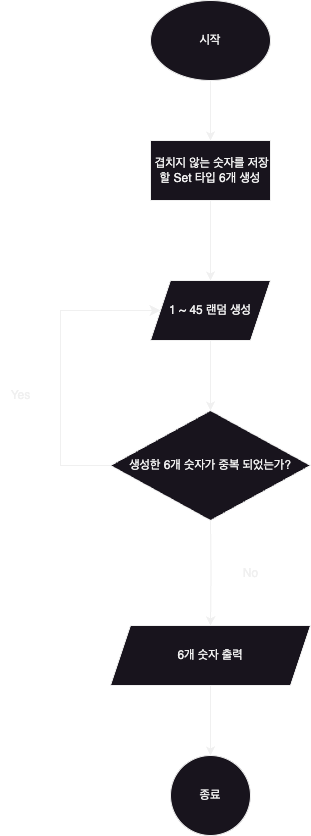 시작
겹치지 않는 숫자를 저장
할 Set 타입 6개 생성
1 ~ 45 랜덤 생성
Yes
생성한 6개 숫자가 중복 되었는가?
No
6개 숫자 출력
종료